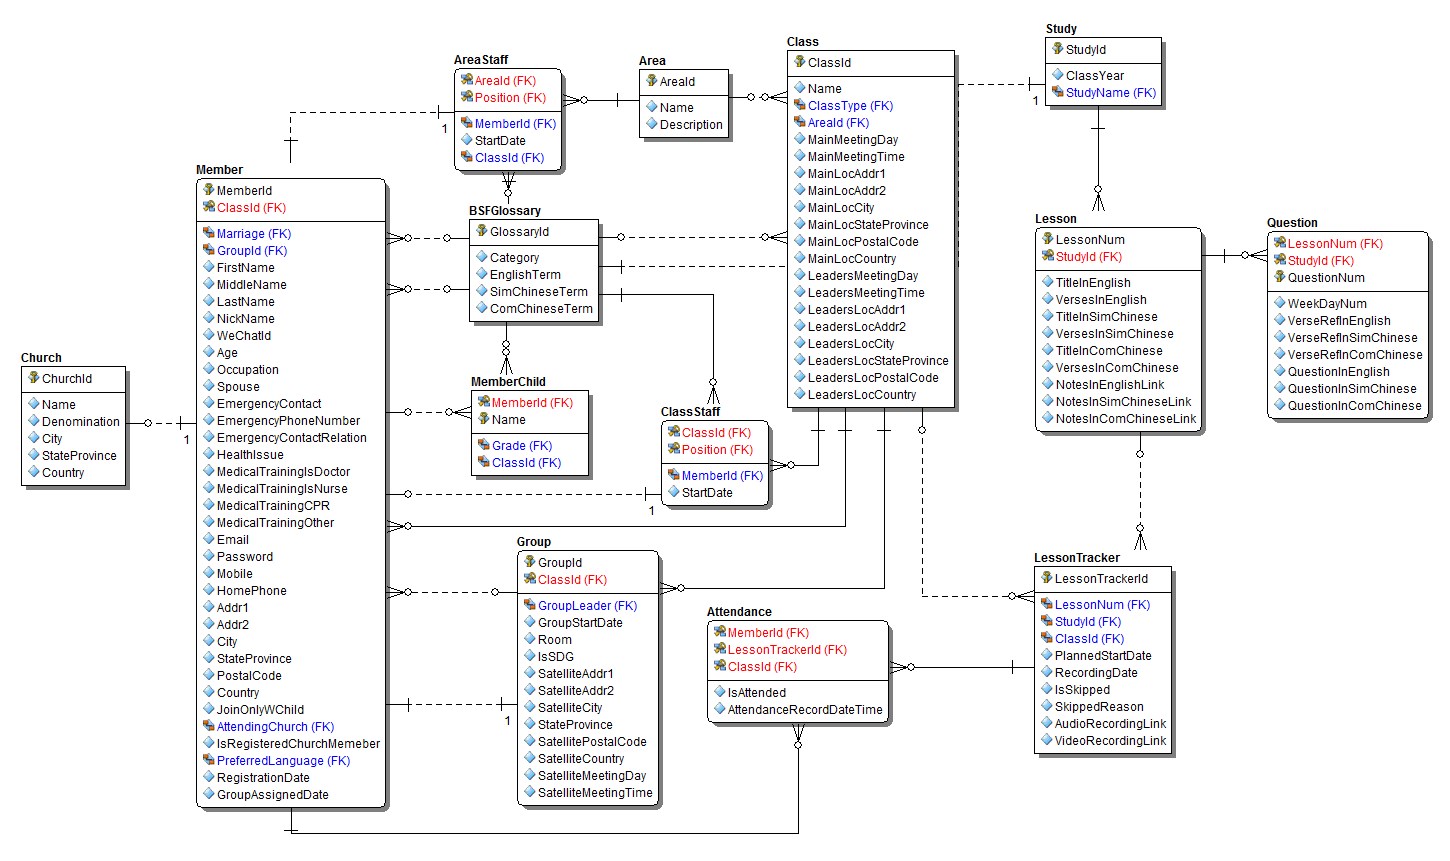 Study
StudyId
ClassYear
StudyName (FK)
Class
ClassId
Name
ClassType (FK)
AreaId (FK)
MainMeetingDay
MainMeetingTime
MainLocAddr1
MainLocAddr2
MainLocCity
MainLocStateProvince
MainLocPostalCode
MainLocCountry
LeadersMeetingDay
LeadersMeetingTime
LeadersLocAddr1
LeadersLocAddr2
LeadersLocCity
LeadersLocStateProvince
LeadersLocPostalCode
LeadersLocCountry
AreaStaff
AreaId (FK)
Position (FK)
MemberId (FK)
StartDate
ClassId (FK)
Area
AreaId
Name
Description
1
1
Member
MemberId
ClassId (FK)
Marriage (FK)
GroupId (FK)
FirstName
MiddleName
LastName
NickName
WeChatId
Age
Occupation
Spouse
EmergencyContact
EmergencyPhoneNumber
EmergencyContactRelation
HealthIssue
MedicalTrainingIsDoctor
MedicalTrainingIsNurse
MedicalTrainingCPR
MedicalTrainingOther
Email
Password
Mobile
HomePhone
Addr1
Addr2
City
StateProvince
PostalCode
Country
JoinOnlyWChild
AttendingChurch (FK)
IsRegisteredChurchMemeber
PreferredLanguage (FK)
RegistrationDate
GroupAssignedDate
BSFGlossary
GlossaryId
Category
EnglishTerm
SimChineseTerm
ComChineseTerm
Lesson
LessonNum
StudyId (FK)
TitleInEnglish
VersesInEnglish
TitleInSimChinese
VersesInSimChinese
TitleInComChinese
VersesInComChinese
NotesInEnglishLink
NotesInSimChineseLink
NotesInComChineseLink
Question
LessonNum (FK)
StudyId (FK)
QuestionNum
WeekDayNum
VerseRefInEnglish
VerseRefInSimChinese
VerseRefInComChinese
QuestionInEnglish
QuestionInSimChinese
QuestionInComChinese
Church
ChurchId
Name
Denomination
City
StateProvince
Country
1
MemberChild
MemberId (FK)
Name
Grade (FK)
ClassId (FK)
ClassStaff
ClassId (FK)
Position (FK)
MemberId (FK)
StartDate
1
Group
GroupId
ClassId (FK)
GroupLeader (FK)
GroupStartDate
Room
IsSDG
SatelliteAddr1
SatelliteAddr2
SatelliteCity
StateProvince
SatellitePostalCode
SatelliteCountry
SatelliteMeetingDay
SatelliteMeetingTime
1
Attendance
MemberId (FK)
LessonTrackerId (FK)
ClassId (FK)
IsAttended
AttendanceRecordDateTime
LessonTracker
LessonTrackerId
LessonNum (FK)
StudyId (FK)
ClassId (FK)
PlannedStartDate
RecordingDate
IsSkipped
SkippedReason
AudioRecordingLink
VideoRecordingLink